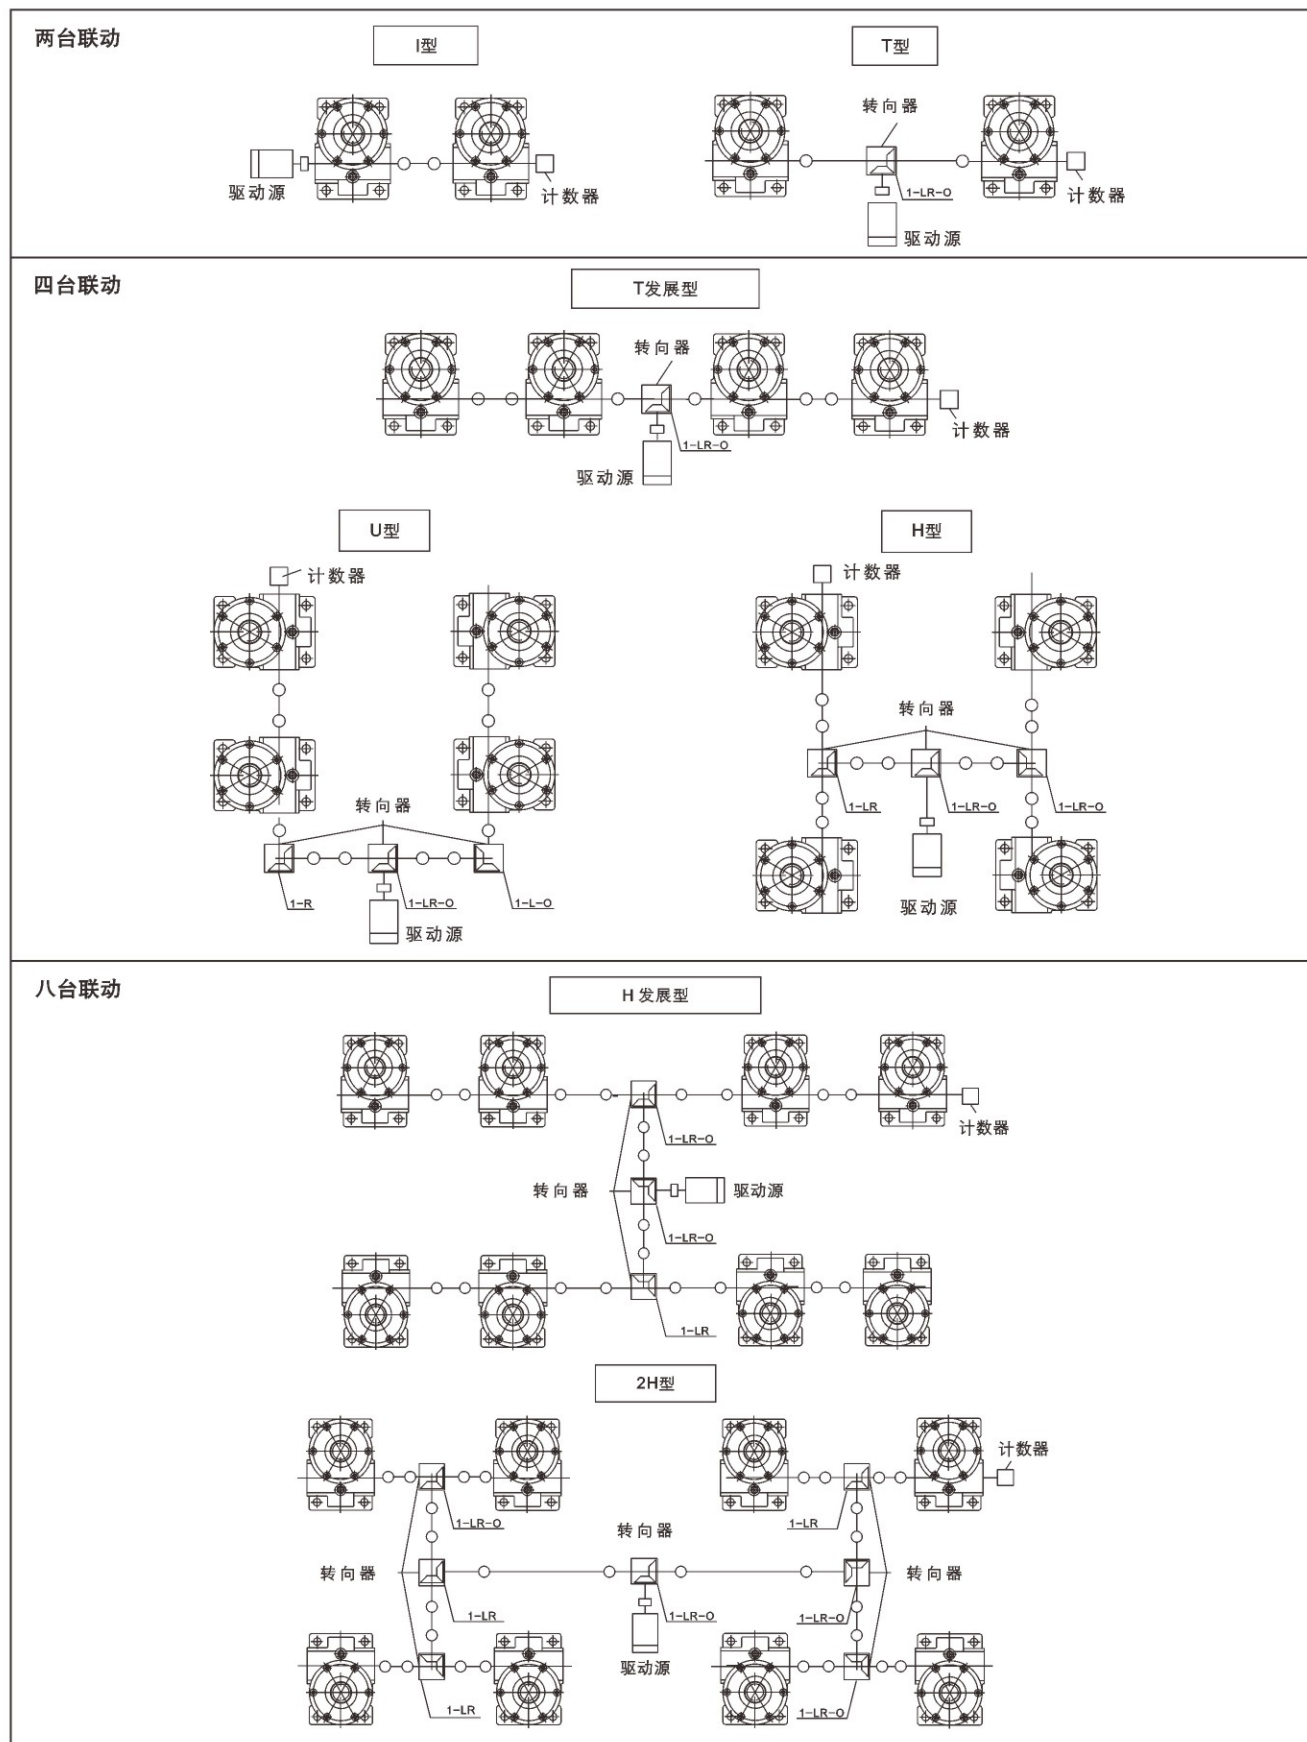 两台联动
I型
T型
转向器
驱动源
计数器
1-LR-O
计数器
驱动源
四台联动
T发展型
转向器
1-LR-O
计数器
驱动源
U型
H型
计数器
计数器
转向器
1-LR
1-LR-O
1-LR-O
转向器
1-R
1-LR-O
1-L-O
驱动源
驱动源
八台联动
H 发展型
计数器
1-LR-O
转向器
驱动源
1-LR-O
1-LR
2H型
计数器
1-LR-O
1-LR
转向器
转向器
转向器
1-LR
1-LR-O
1-LR-O
驱动源
1-LR
1-LR-O